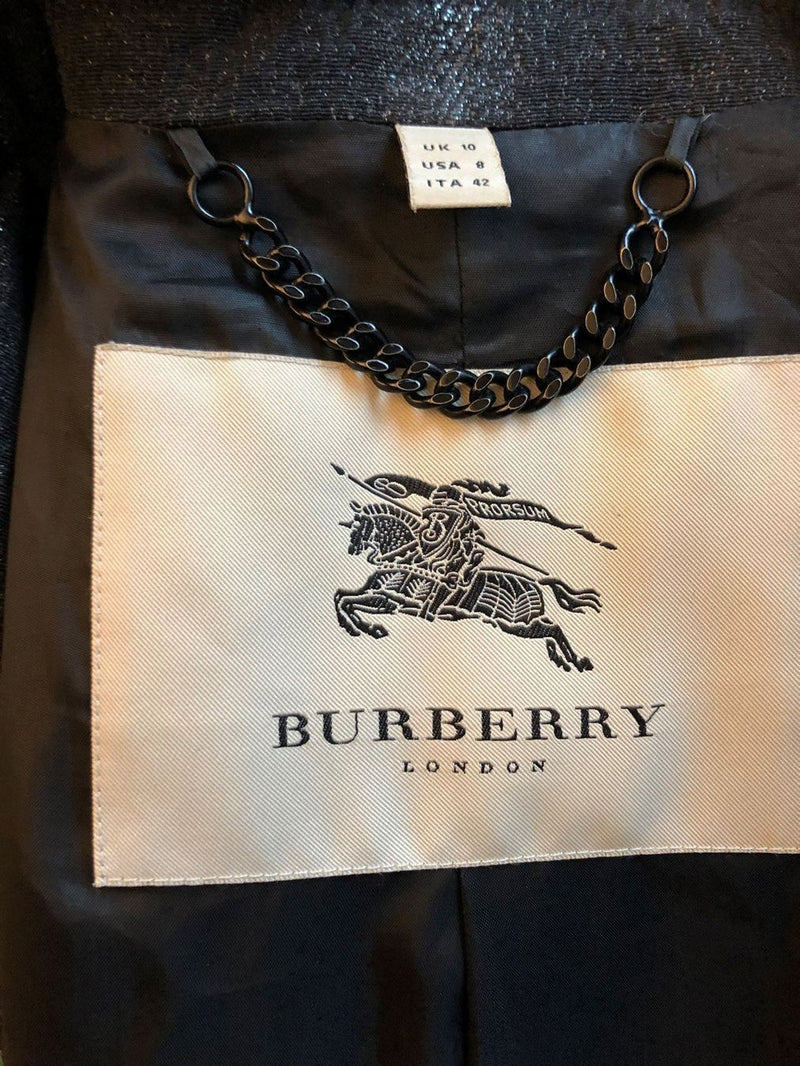 UK 10
USA 8
ITA 42
PRORSUM
B
BURBERRY
LONDON